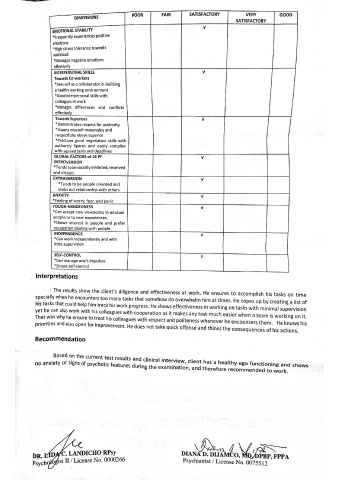 DIMENSIONS POOR FAIR SATISFACTORY VERY SATISFACTORY GOOD
EMOTIONAL STABILITY √
*Frequently experiences positive
emotions
*High stress tolerance towards
workload
*Manages negative emotions
effectively
INTERPERSONAL SKILLS √
Towards Co-workers
*Sees self as a collaborator in building
a healthy working environment
*Good interpersonal skills with
colleagues at work
*Manages differences and conflicts
effectively
Towards Superiors √
*Demonstrates respect for authority
*Asserts oneself reasonably and
respectfully above superior
*Practices good negotiation skills with
authority figures and easily complies
with agreed tasks and deadlines
GLOBAL FACTORS of 16 PF √
INTROVERSION
*Tends to be socially inhibited, reserved
and
EXTRAVERSION √
*Tends to be people oriented and
seeks out relationship with others
ANXIETY √
*Feeling of worry, fear, and panic
TOUGH-MINDEDNESS √
*Can accept new viewpoints in unusual
people or to new experiences.
*Shows interest in people and prefer
occupation dealing with people.
INDEPENDENCE √
*Can work independently and with
little supervision
SELF-CONTROL √
*Can manage one's impulses
*Shows self-control
Interpretations
The results show the client's diligence and effectiveness at work. He ensures to accomplish his tasks on time
specially when he encounters too many tasks that somehow do overwhelm him at times. He copes up by creating a list of
his tasks that could help him track his work progress. He shows effectiveness in working on tasks with minimal supervision
yet he can also work with his colleagues with cooperation as it makes any task much easier when a team is working on it.
That was why he ensure to treat his colleagues with respect and politeness whenever he encounters them. He knows his
priorities and also open for improvement. He does not take quick offense and thinks the consequences of his actions.
Recommendation
Based on the current test results and clinical interview, client has a healthy ego functioning and shows
no anxiety or signs of psychotic features during the examination, and therefore recommended to work.
DR. LIDA C. LANDICHO RPsy
Psychologist II / License No. 0000266
DIANA D. DIJAMCO, MD, DPBP, FPPA
Psychiatrist / License No. 0075512